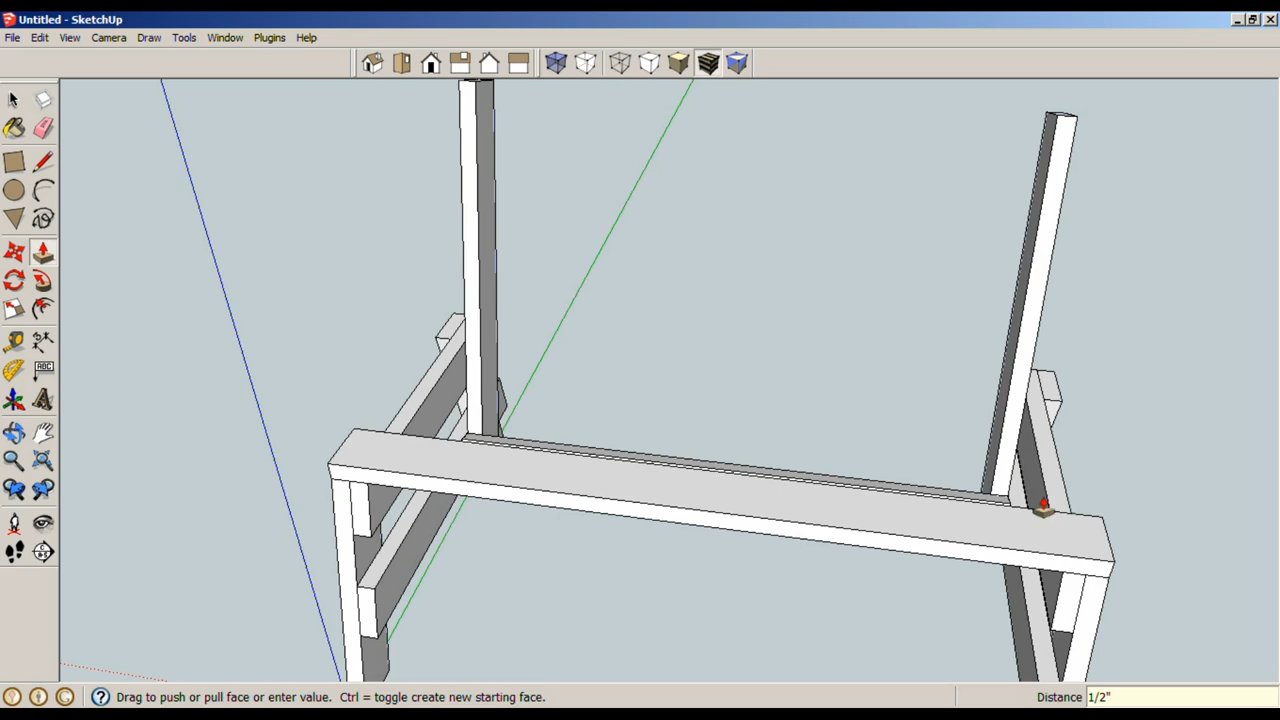 Untitled - SketchUp
File Edit View Camera Draw Tools Window Plugins Help
ABC
Drag to push or pull face or enter value. Ctrl = toggle create new starting face.
Distance 1/2"